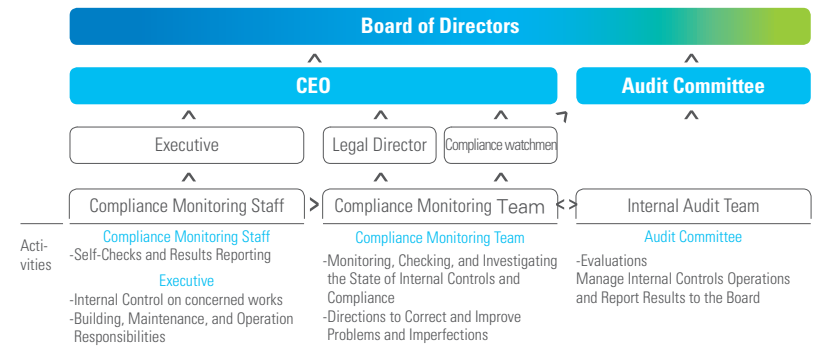 Board of Directors
CEO
Audit Committee
Executive
Legal Director
Compliance watchmen
Compliance Monitoring Staff
>
Compliance Monitoring Team
<>
Internal Audit Team
Acti-
vities
Compliance Monitoring Staff
-Self-Checks and Results Reporting
Executive
-Internal Control on concerned works
-Building, Maintenance, and Operation
Responsibilities
Compliance Monitoring Team
-Monitoring, Checking, and Investigating
the State of Internal Controls and
Compliance
-Directions to Correct and Improve
Problems and Imperfections
Audit Committee
-Evaluations
Manage Internal Controls Operations
and Report Results to the Board